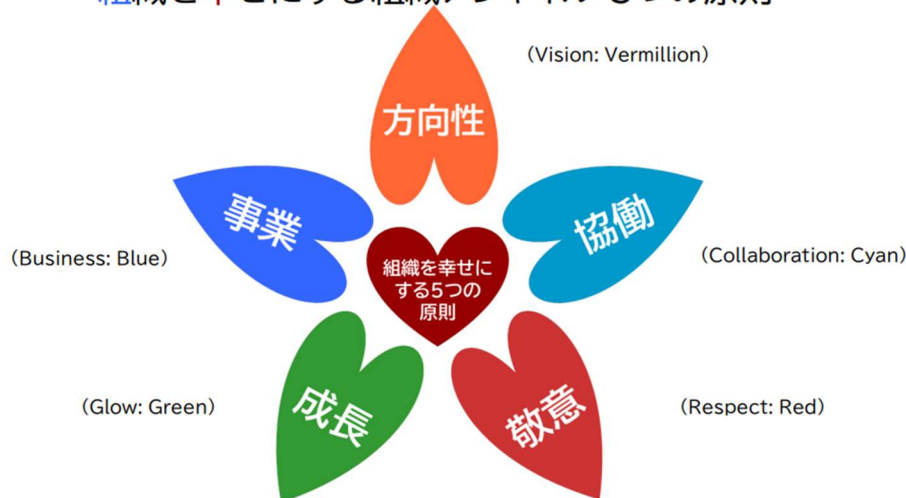 (Vision: Vermillion)
方向性
事業
協働
(Business: Blue)
(Collaboration: Cyan)
組織を幸せに
する5つの
原則
(Glow: Green)
成長
敬意
(Respect: Red)